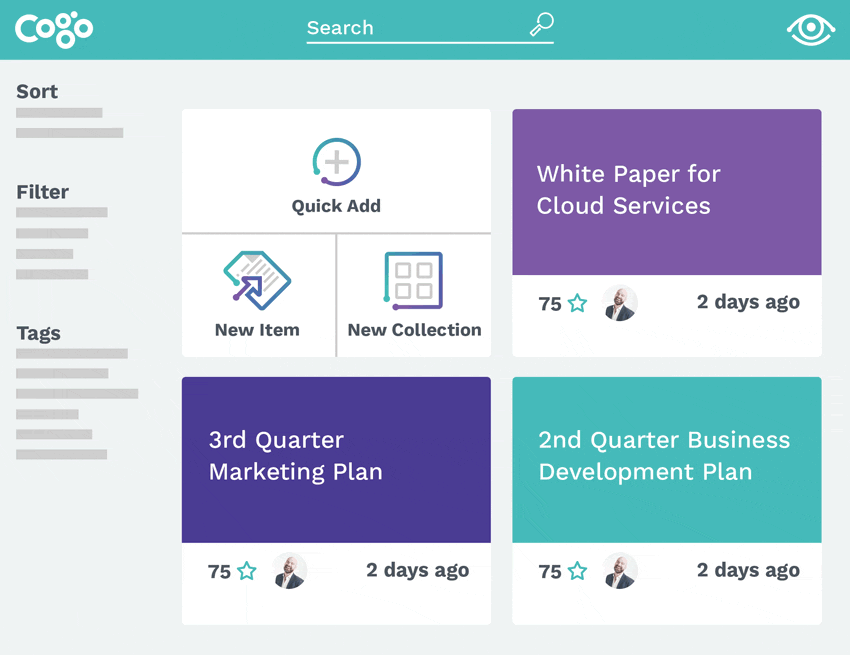 Cogo
Search
Sort
Filter
Tags
Quick Add
New Item
New Collection
White Paper for
Cloud Services
75
2 days ago
3rd Quarter
Marketing Plan
75
2 days ago
2nd Quarter Business
Development Plan
75
2 days ago